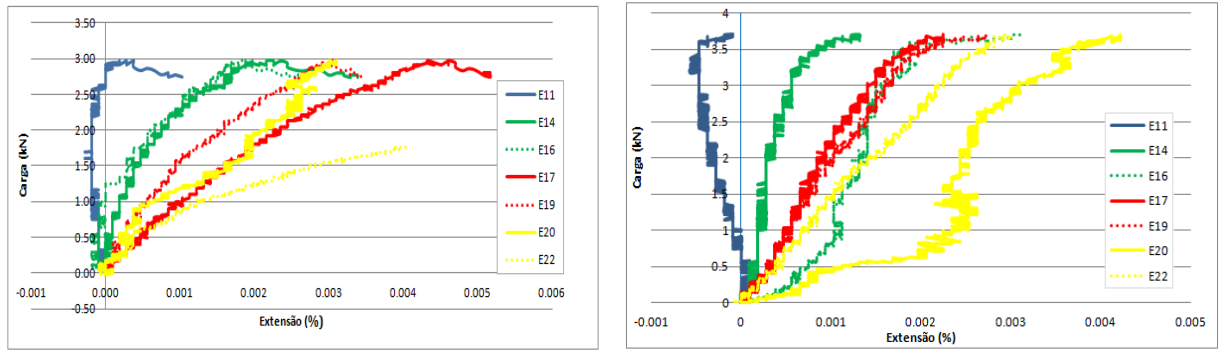 3.50
3.00
2.50
2.00
1.50
1.00
0.50
0.00
-0.50
Carga (kN)
-0.001
0.000
0.001
0.002
0.003
0.004
0.005
0.006
Extensão (%)
E11
E14
E16
E17
E19
E20
E22
4
3.5
3
2.5
2
1.5
1
0.5
0
Carga (kN)
-0.001
0
0.001
0.002
0.003
0.004
0.005
Extensão (%)
E11
E14
E16
E17
E19
E20
E22